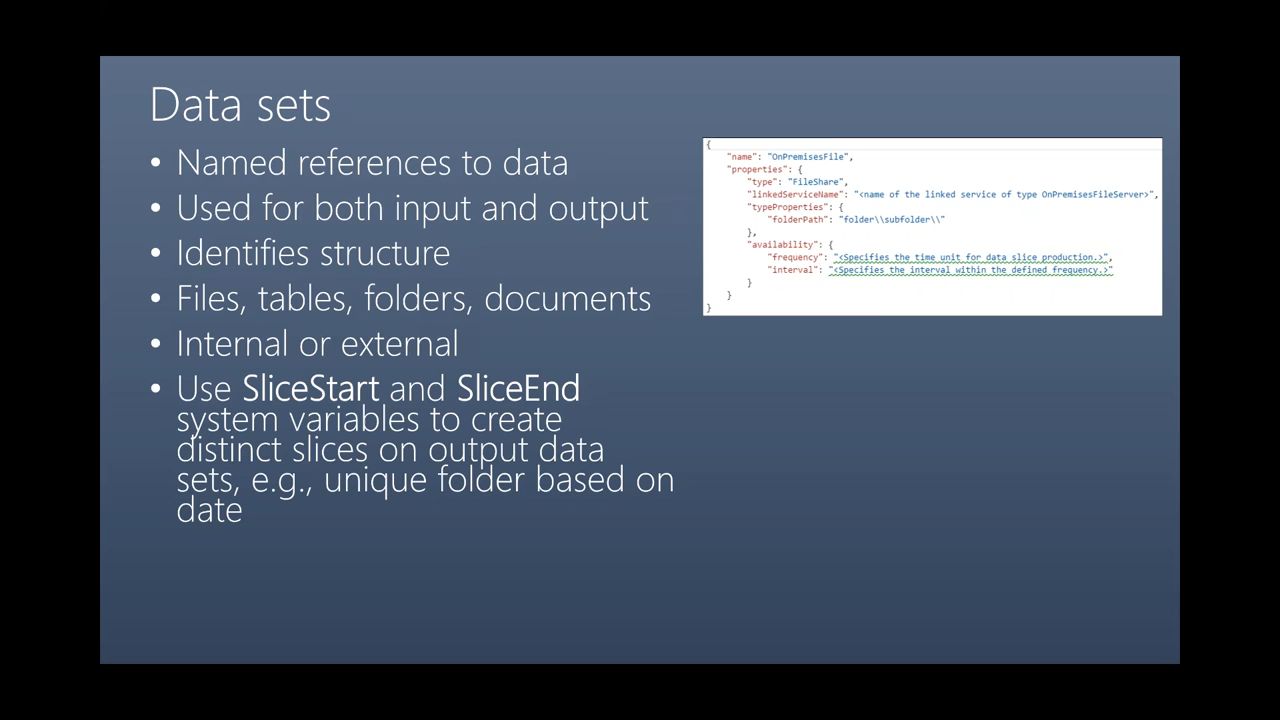 Data sets
• Named references to data
• Used for both input and output
• Identifies structure
• Files, tables, folders, documents
• Internal or external
• Use SliceStart and SliceEnd
system variables to create
distinct slices on output data
sets, e.g., unique folder based on
date
{
"name": "OnPremisesFile",
"properties": {
"type": "FileShare",
"linkedServiceName": "<name of the linked service of type OnPremisesFileServer>",
"typeProperties": {
"folderPath": "folder\\subfolder\\"
},
"availability": {
"frequency": "<Specifies the time unit for data slice production.>",
"interval": "<Specifies the interval within the defined frequency.>"
}
}
}